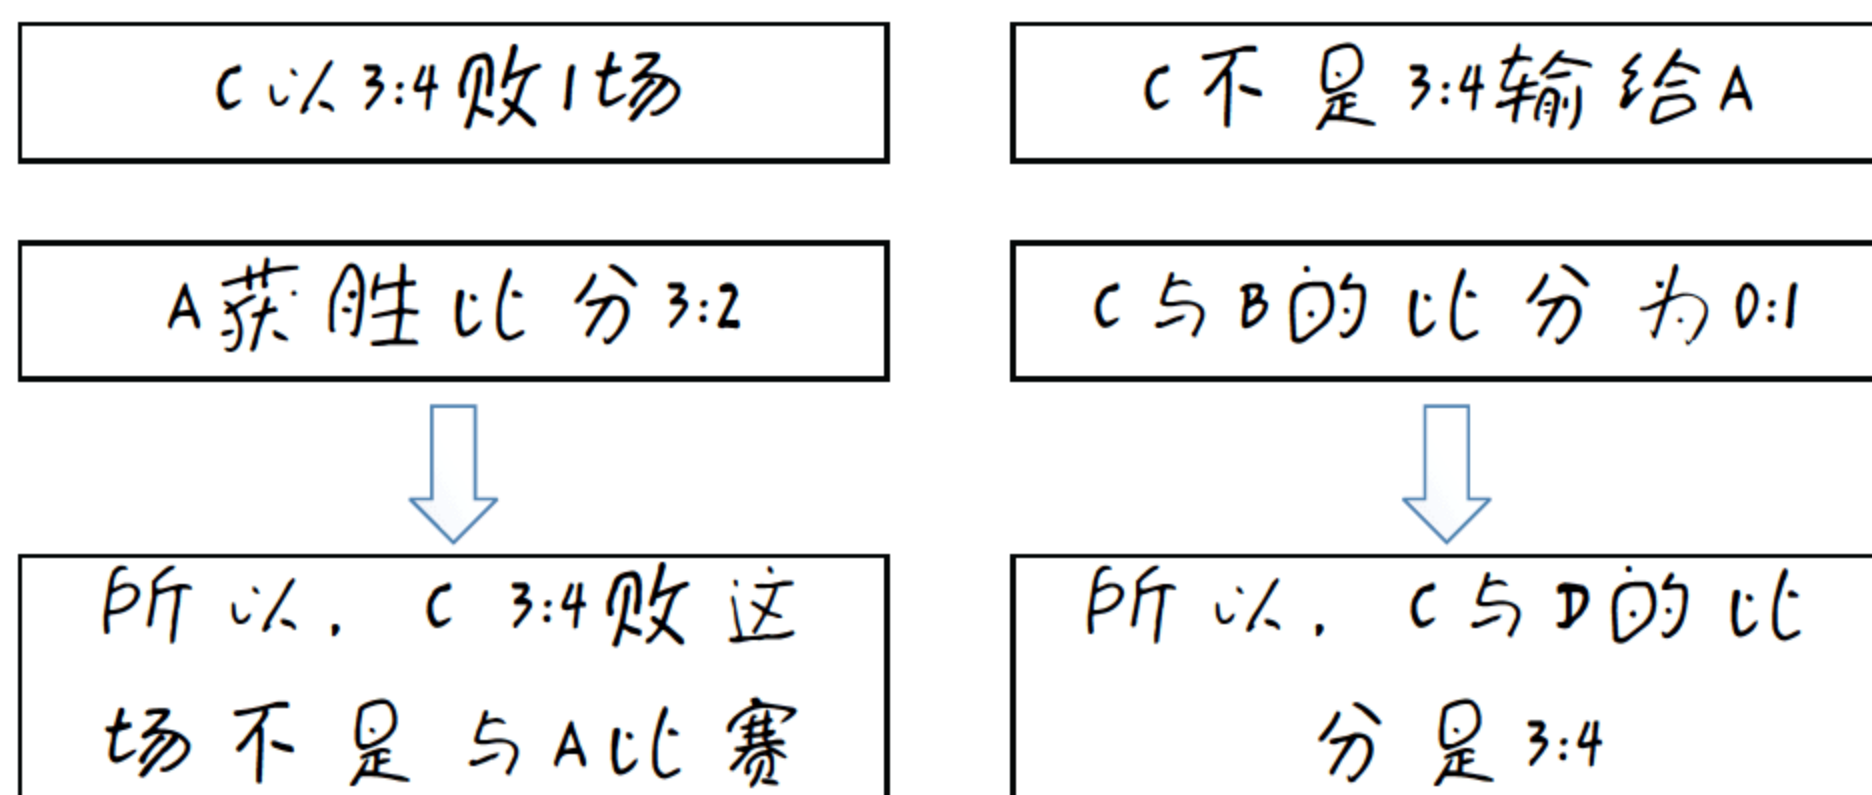 C以3:4败1场
C不是3:4输给A
A获胜比分3:2
C与B的比分为0:1
所以.C 3:4败这
场不是与A比赛
所以.C与D的比
分是3:4